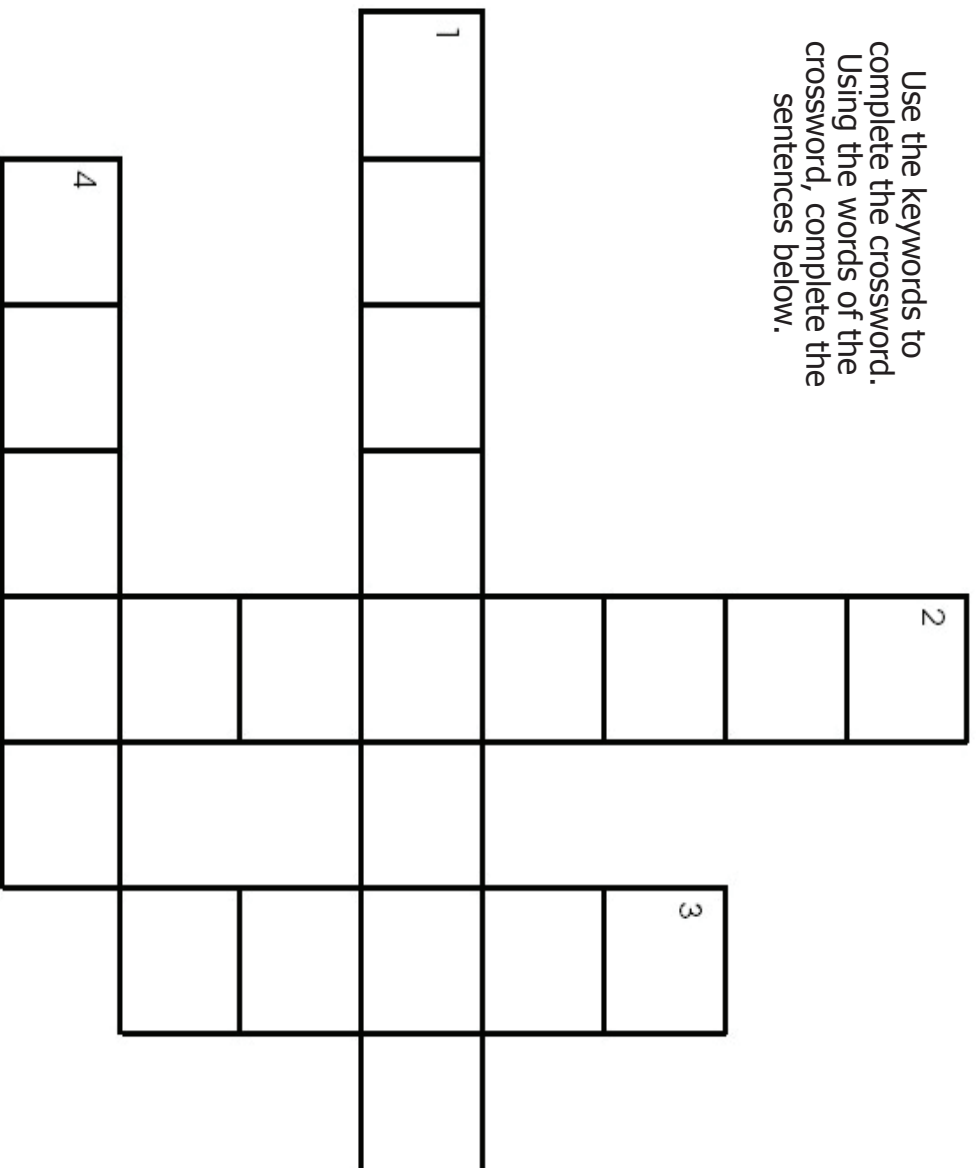 Use the keywords to
complete the crossword.
Using the words of the
crossword, complete the
sentences below.
1
2
3
4